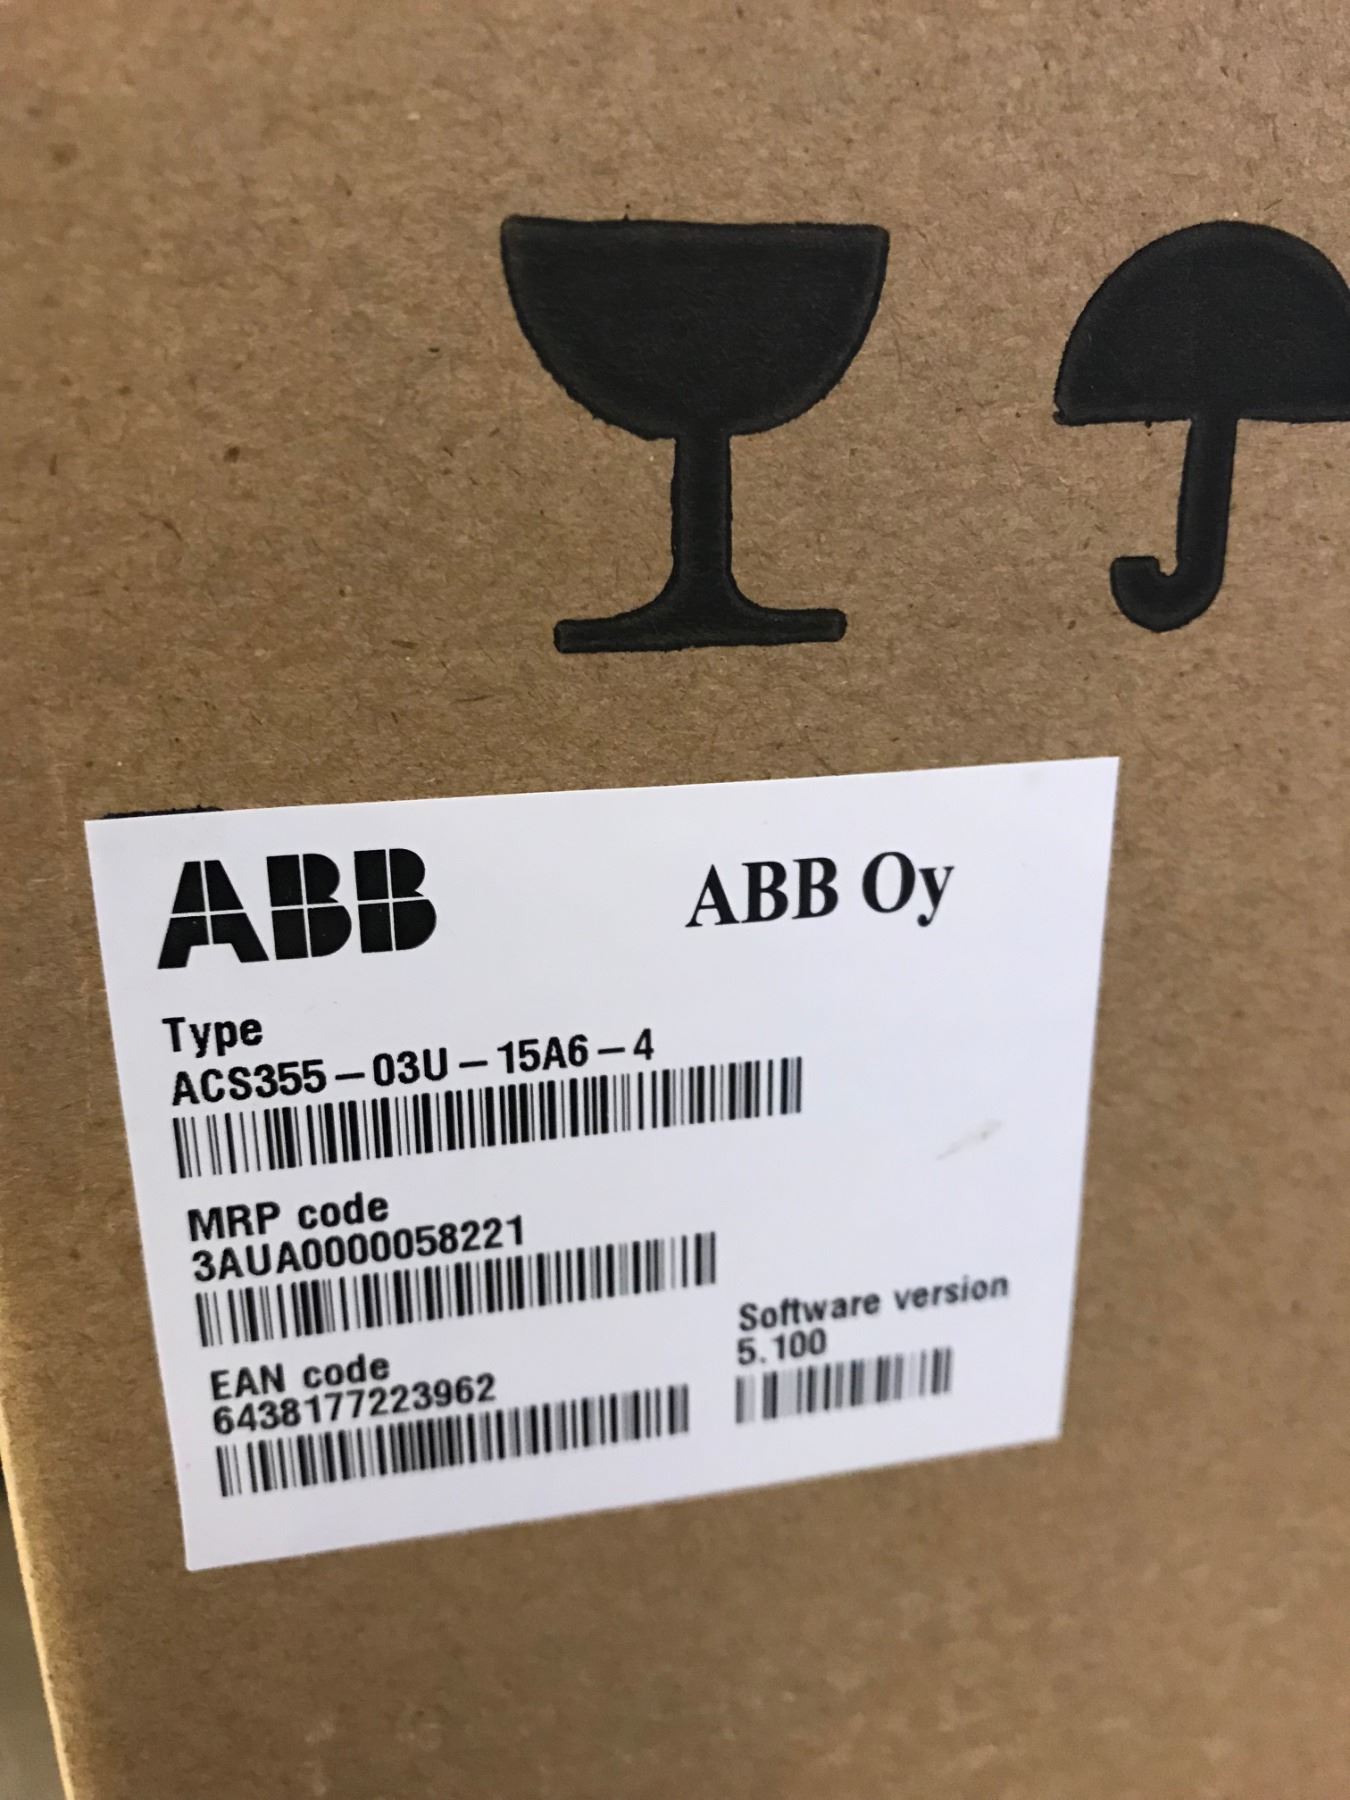 ABB
ABB Oy
Type
ACS355-03U-15A6-4
MRP code
3AUA0000058221
EAN code
6438177223962
Software version
5.100